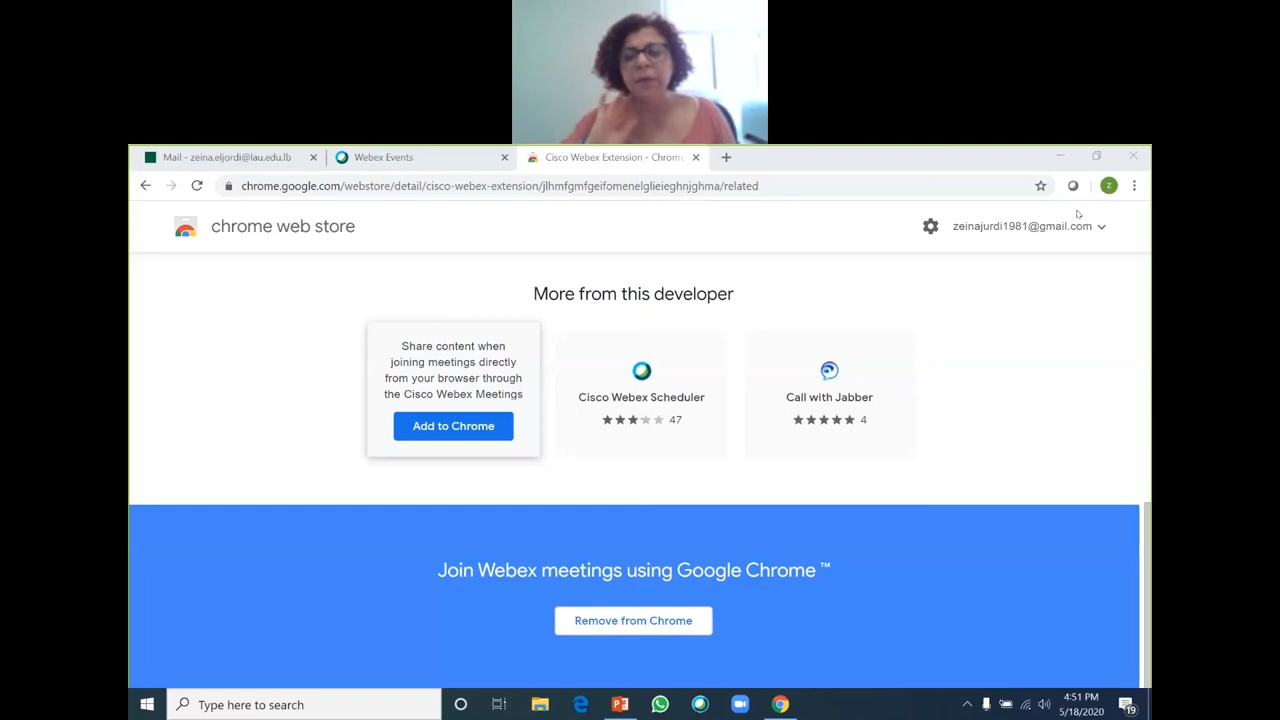 Mail - zeina.eljordi@lau.edu.lb
Webex Events
Cisco Webex Extension - Chrome
chrome.google.com/webstore/detail/cisco-webex-extension/jlhmfgmfgeifomenelglieieghnjghma/related
Z
chrome web store
zeinajurdi1981@gmail.com
More from this developer
Share content when
joining meetings directly
from your browser through
the Cisco Webex Meetings
Add to Chrome
Cisco Webex Scheduler
47
Call with Jabber
4
Join Webex meetings using Google Chrome ™
Remove from Chrome
Type here to search
4:51 PM
5/18/2020
19